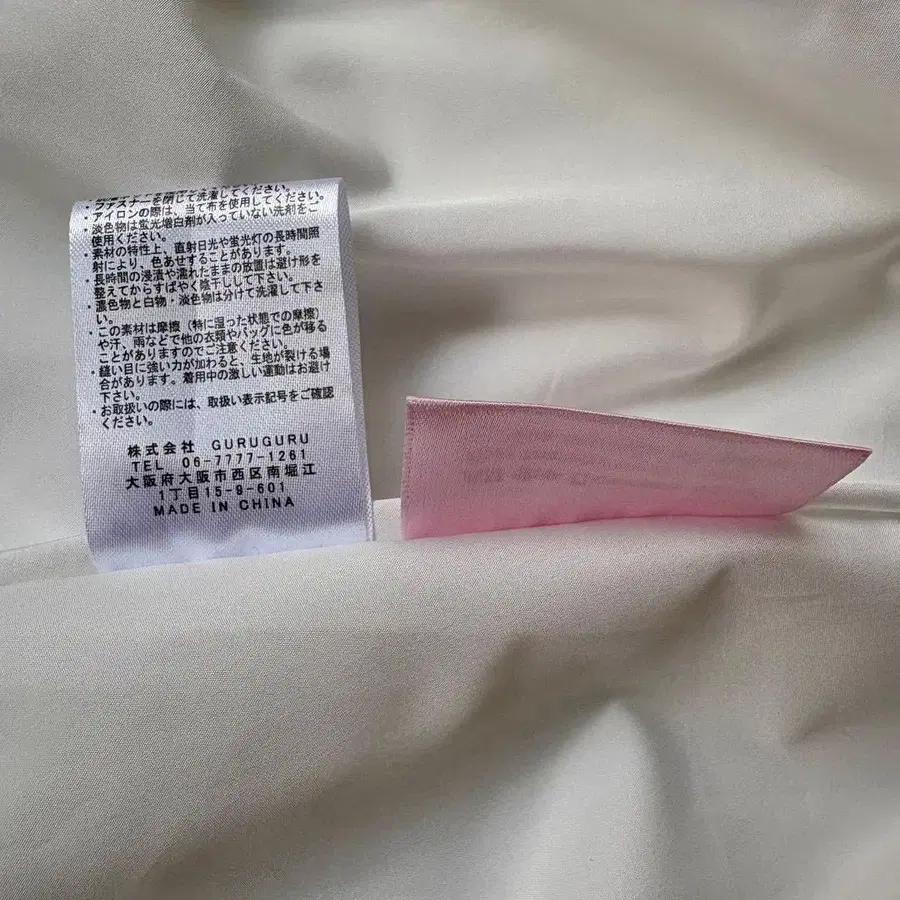 ・ファスナーを閉じて洗濯してください。
・アイロンの際は、当て布を使用してください。
・淡色物は蛍光増白剤が入っていない洗剤をご
使用ください。
・素材の特性上、直射日光や蛍光灯の長時間照
射により、色あせすることがあります。
・長時間の浸漬や濡れたままの放置は避け形を
整えてからすばやく陰干しして下さい。
・濃色物と白物・淡色物は分けて洗濯して下さ
い。
・この素材は摩擦（特に湿った状態での摩擦）
や汗、雨などで他の衣類やバッグに色が移る
ことがありますのでご注意ください。
・縫い目に強い力が加わると、生地が裂ける場
合があります。着用中の激しい運動はお避け
下さい。
・お取扱いの際には、取扱い表示記号をご確認
ください。
株式会社 GURUGURU
TEL 06-7777-1261
大阪府大阪市西区南堀江
1丁目15-9-601
MADE IN CHINA